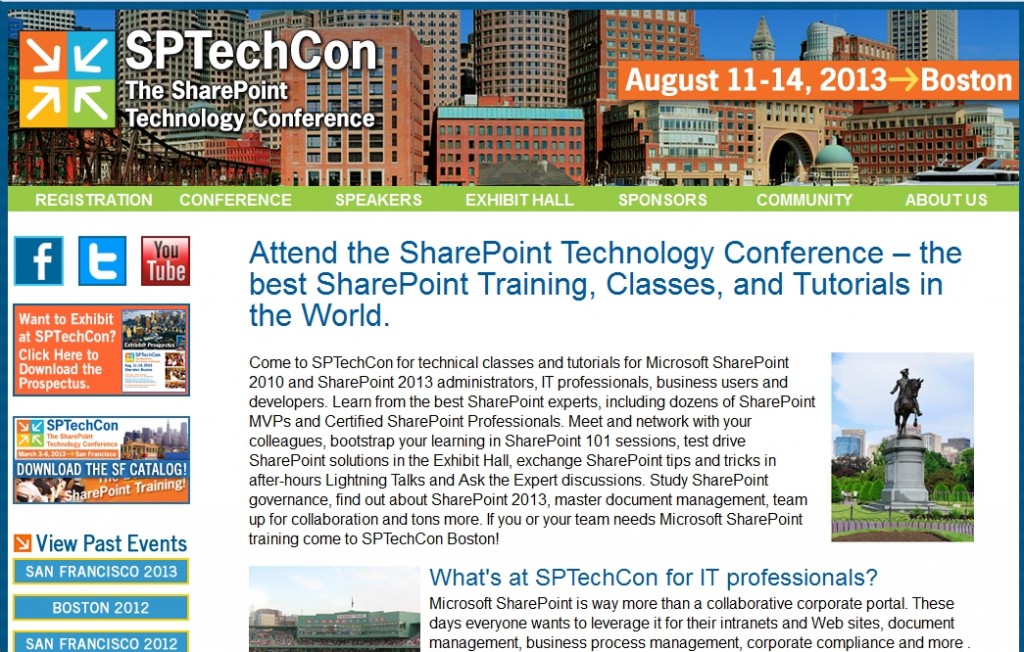 SPTechCon
The SharePoint
Technology Conference
August 11-14, 2013→Boston
REGISTRATION CONFERENCE SPEAKERS EXHIBIT HALL SPONSORS COMMUNITY ABOUT US
f
t
You
Tube
Want to Exhibit
at SPTechCon?
Click Here to
Download the
Prospectus.
SPTechCon
The SharePoint
Technology Conference
March 3-6, 2013→San Francisco
DOWNLOAD THE SF CATALOG!
SharePoint Training!
View Past Events
SAN FRANCISCO 2013
BOSTON 2012
SAN FRANCISCO 2012
Attend the SharePoint Technology Conference – the
best SharePoint Training, Classes, and Tutorials in
the World.
Come to SPTechCon for technical classes and tutorials for Microsoft SharePoint
2010 and SharePoint 2013 administrators, IT professionals, business users and
developers. Learn from the best SharePoint experts, including dozens of SharePoint
MVPs and Certified SharePoint Professionals. Meet and network with your
colleagues, bootstrap your learning in SharePoint 101 sessions, test drive
SharePoint solutions in the Exhibit Hall, exchange SharePoint tips and tricks in
after-hours Lightning Talks and Ask the Expert discussions. Study SharePoint
governance, find out about SharePoint 2013, master document management, team
up for collaboration and tons more. If you or your team needs Microsoft SharePoint
training come to SPTechCon Boston!
What's at SPTechCon for IT professionals?
Microsoft SharePoint is way more than a collaborative corporate portal. These
days everyone wants to leverage it for their intranets and Web sites, document
management, business process management, corporate compliance and more .